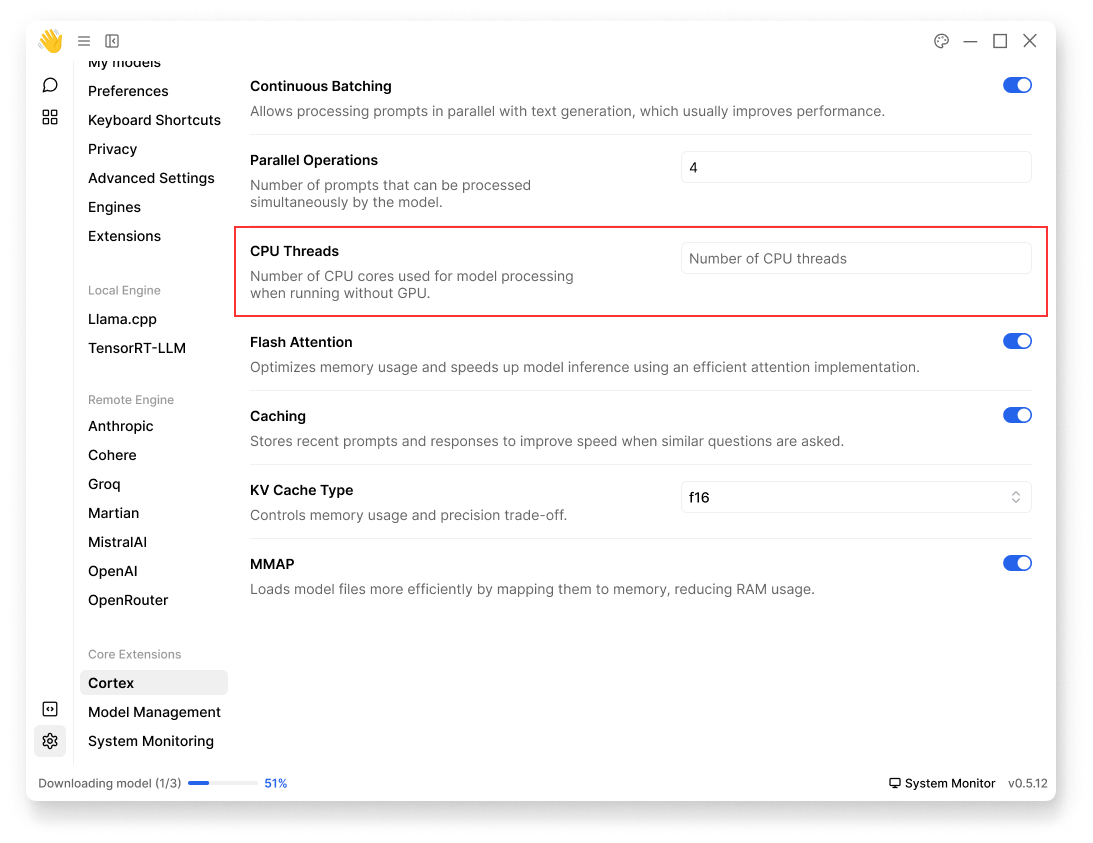 My models
Preferences
Keyboard Shortcuts
Privacy
Advanced Settings
Engines
Extensions
Local Engine
Llama.cpp
TensorRT-LLM
Remote Engine
Anthropic
Cohere
Groq
Martian
MistralAI
OpenAI
OpenRouter
Core Extensions
Cortex
Model Management
System Monitoring
Continuous Batching
Allows processing prompts in parallel with text generation, which usually improves performance.
Parallel Operations
Number of prompts that can be processed
simultaneously by the model.
4
CPU Threads
Number of CPU cores used for model processing
when running without GPU.
Number of CPU threads
Flash Attention
Optimizes memory usage and speeds up model inference using an efficient attention implementation.
Caching
Stores recent prompts and responses to improve speed when similar questions are asked.
KV Cache Type
Controls memory usage and precision trade-off.
f16
MMAP
Loads model files more efficiently by mapping them to memory, reducing RAM usage.
Downloading model (1/3) 51%
System Monitor v0.5.12